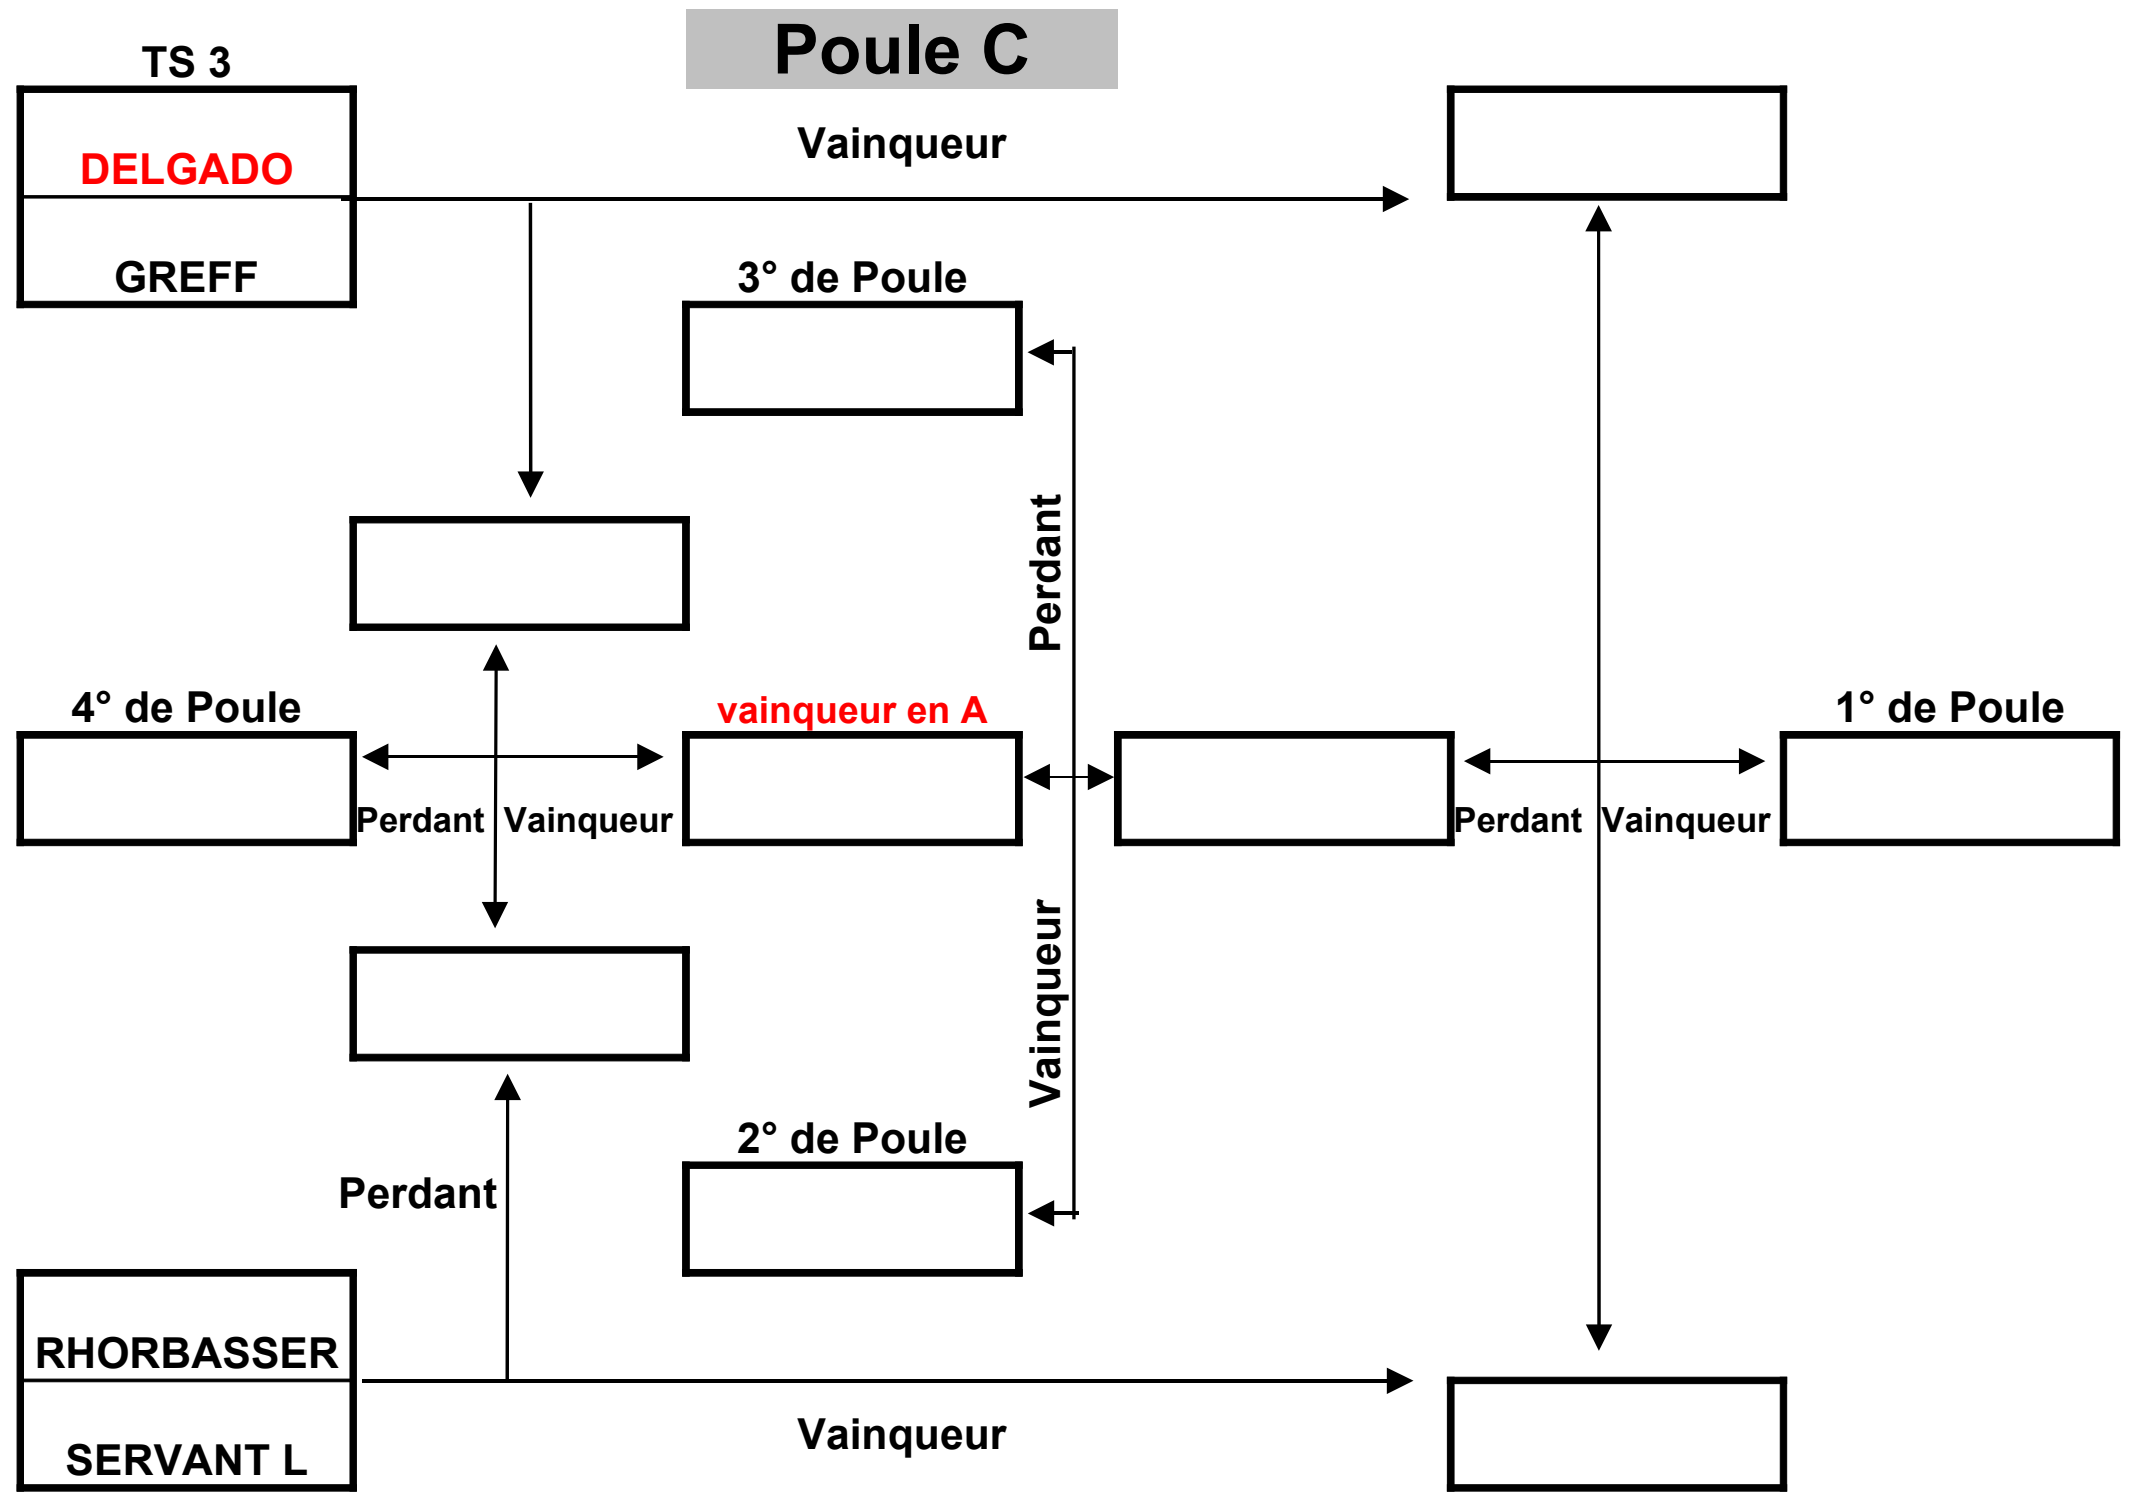 Poule C
TS 3
DELGADO
Vainqueur
GREFF
3° de Poule
Perdant
4° de Poule
vainqueur en A
1° de Poule
Perdant
Vainqueur
Perdant
Vainqueur
Vainqueur
2° de Poule
Perdant
RHORBASSER
Vainqueur
SERVANT L